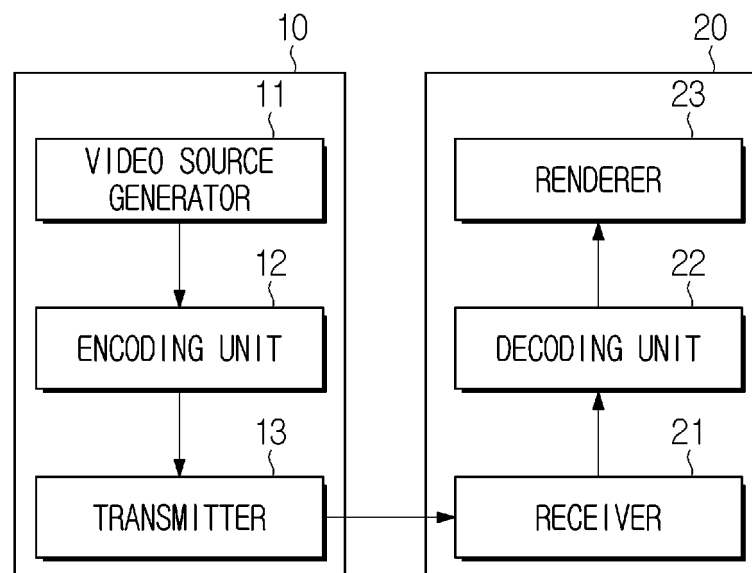 10
11
VIDEO SOURCE
GENERATOR
12
ENCODING UNIT
13
TRANSMITTER
20
23
RENDERER
22
DECODING UNIT
21
RECEIVER